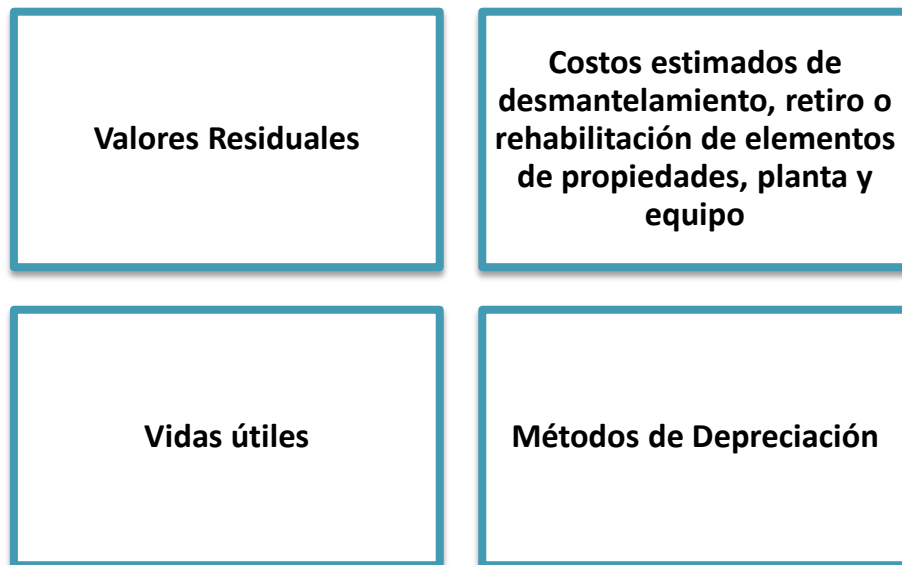 Valores Residuales
Costos estimados de
desmantelamiento, retiro o
rehabilitación de elementos
de propiedades, planta y
equipo
Vidas útiles
Métodos de Depreciación